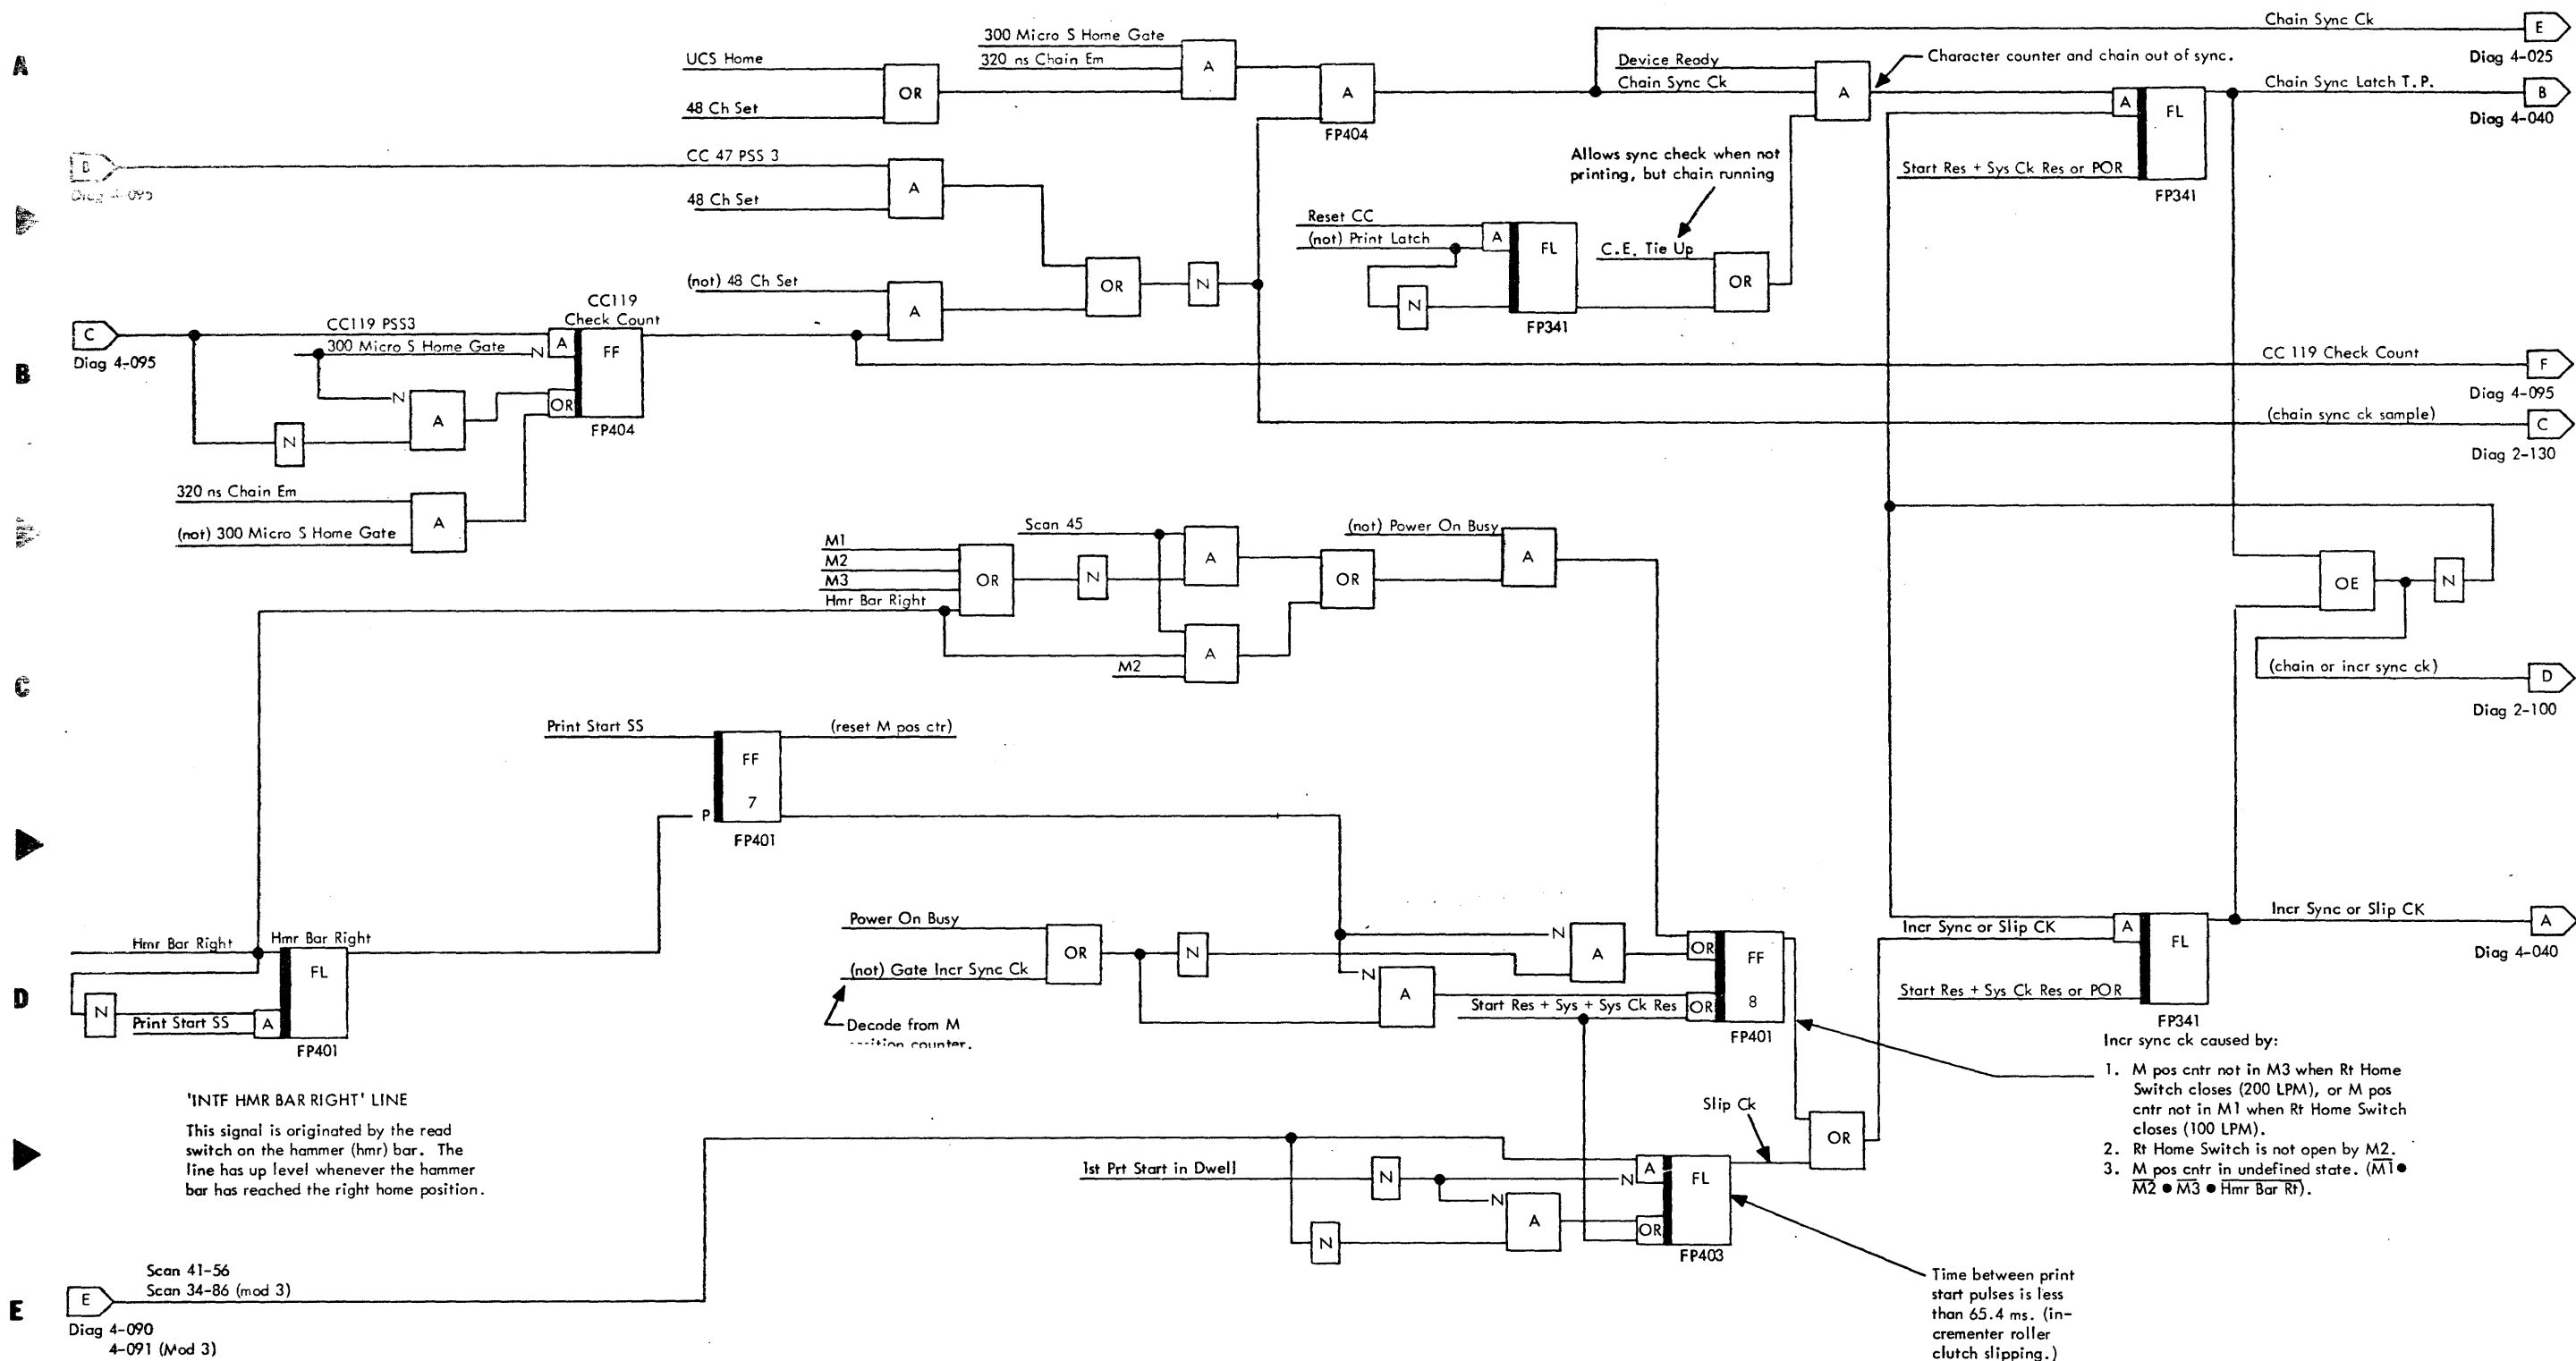 A
UCS Home
48 Ch Set
OR
300 Micro S Home Gate
320 ns Chain Em
A
A
FP404
Device Ready
Chain Sync Ck
A
Character counter and chain out of sync.
Chain Sync Ck
E
Diag 4-025
Chain Sync Latch T.P.
B
Diag 4-040
A
FL
Start Res + Sys Ck Res or POR
FP341
B
Diag 4-095
CC 47 PSS 3
48 Ch Set
A
Allows sync check when not
printing, but chain running
Reset CC
(not) Print Latch
A
FL
N
FP341
C.E. Tie Up
OR
(not) 48 Ch Set
A
OR
N
B
C
Diag 4-095
CC119 PSS3
300 Micro S Home Gate
N
A
CC119
Check Count
FF
OR
FP404
N
A
N
320 ns Chain Em
(not) 300 Micro S Home Gate
A
CC 119 Check Count
F
Diag 4-095
(chain sync ck sample)
C
Diag 2-130
M1
M2
M3
Hmr Bar Right
OR
N
Scan 45
A
A
M2
OR
(not) Power On Busy
A
OE
N
C
(chain or incr sync ck)
D
Diag 2-100
Print Start SS
(reset M pos ctr)
FF
7
P
FP401
D
Hmr Bar Right
Hmr Bar Right
FL
N
Print Start SS
A
FP401
Power On Busy
(not) Gate Incr Sync Ck
OR
Decode from M
counter.
N
N
A
N
A
Start Res + Sys + Sys Ck Res
OR
OR
FF
8
FP401
Incr Sync or Slip CK
A
FL
Start Res + Sys Ck Res or POR
FP341
Incr Sync or Slip CK
A
Diag 4-040
Incr sync ck caused by:
1. M pos cntr not in M3 when Rt Home
Switch closes (200 LPM), or M pos
cntr not in M1 when Rt Home Switch
closes (100 LPM).
2. Rt Home Switch is not open by M2.
3. M pos cntr in undefined state. (M̅1̅ ●
M̅2̅ ● M̅3̅ ● H̅m̅r̅ B̅a̅r̅ R̅t̅).
'INTF HMR BAR RIGHT' LINE
This signal is originated by the read
switch on the hammer (hmr) bar. The
line has up level whenever the hammer
bar has reached the right home position.
Slip Ck
OR
1st Prt Start in Dwell
N
N
A
FL
N
A
OR
N
FP403
Time between print
start pulses is less
than 65.4 ms. (in-
crementer roller
clutch slipping.)
E
E
Scan 41-56
Scan 34-86 (mod 3)
Diag 4-090
4-091 (Mod 3)